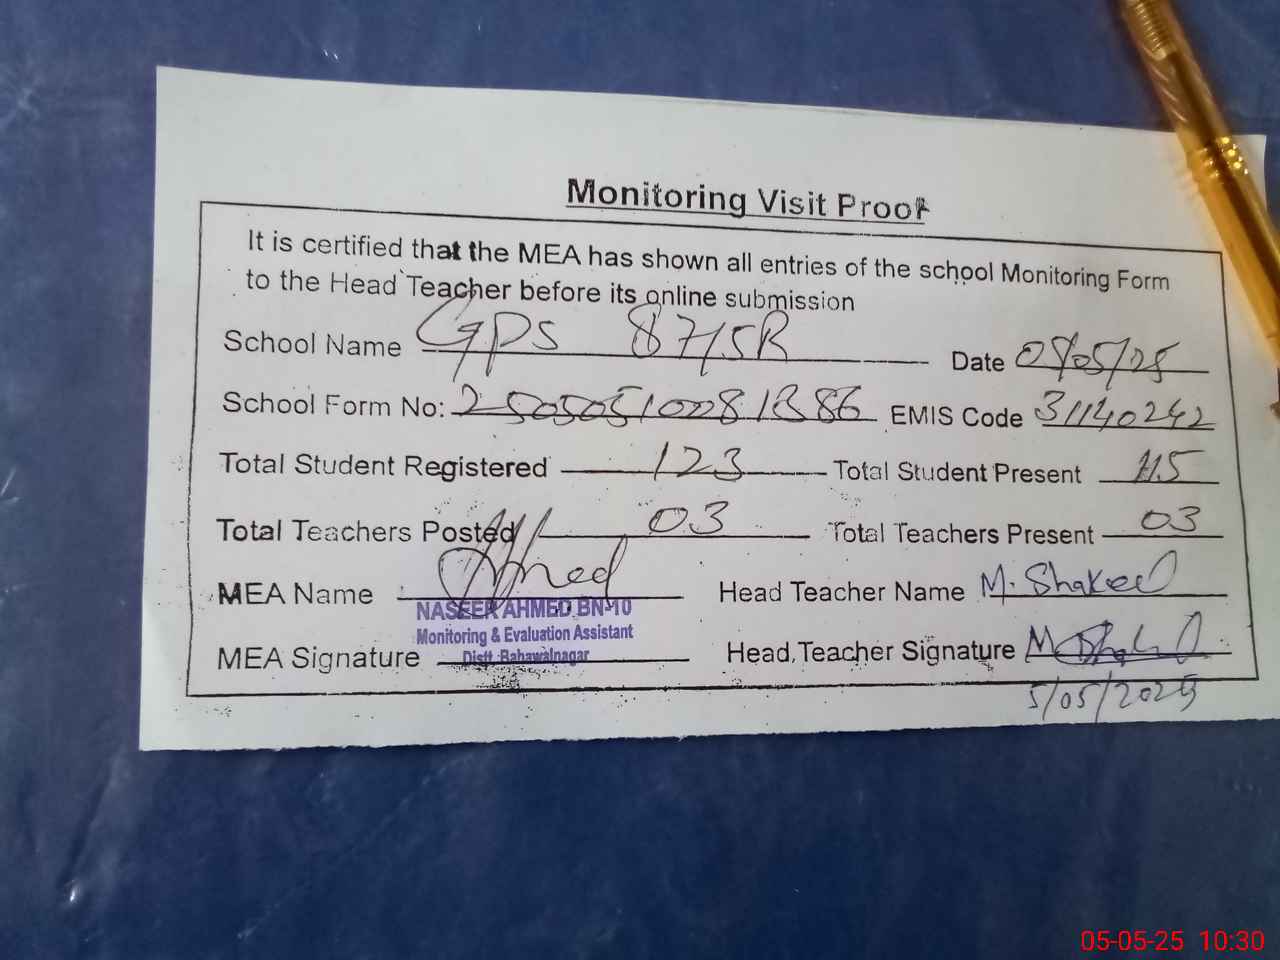 Monitoring Visit Proof
It is certified that the MEA has shown all entries of the school Monitoring Form
to the Head Teacher before its online submission
School Name GPS 87/5R Date 05/05/25
School Form No: EMIS Code 31140242
Total Student Registered 123 Total Student Present 115
Total Teachers Posted 03 Total Teachers Present 03
MEA Name Ahmed Head Teacher Name M. Shakeel
NASEER AHMED BN-10
Monitoring & Evaluation Assistant
Distt: Bahawalnagar
MEA Signature Head Teacher Signature M Shakeel
5/05/2025
05-05-25 10:30